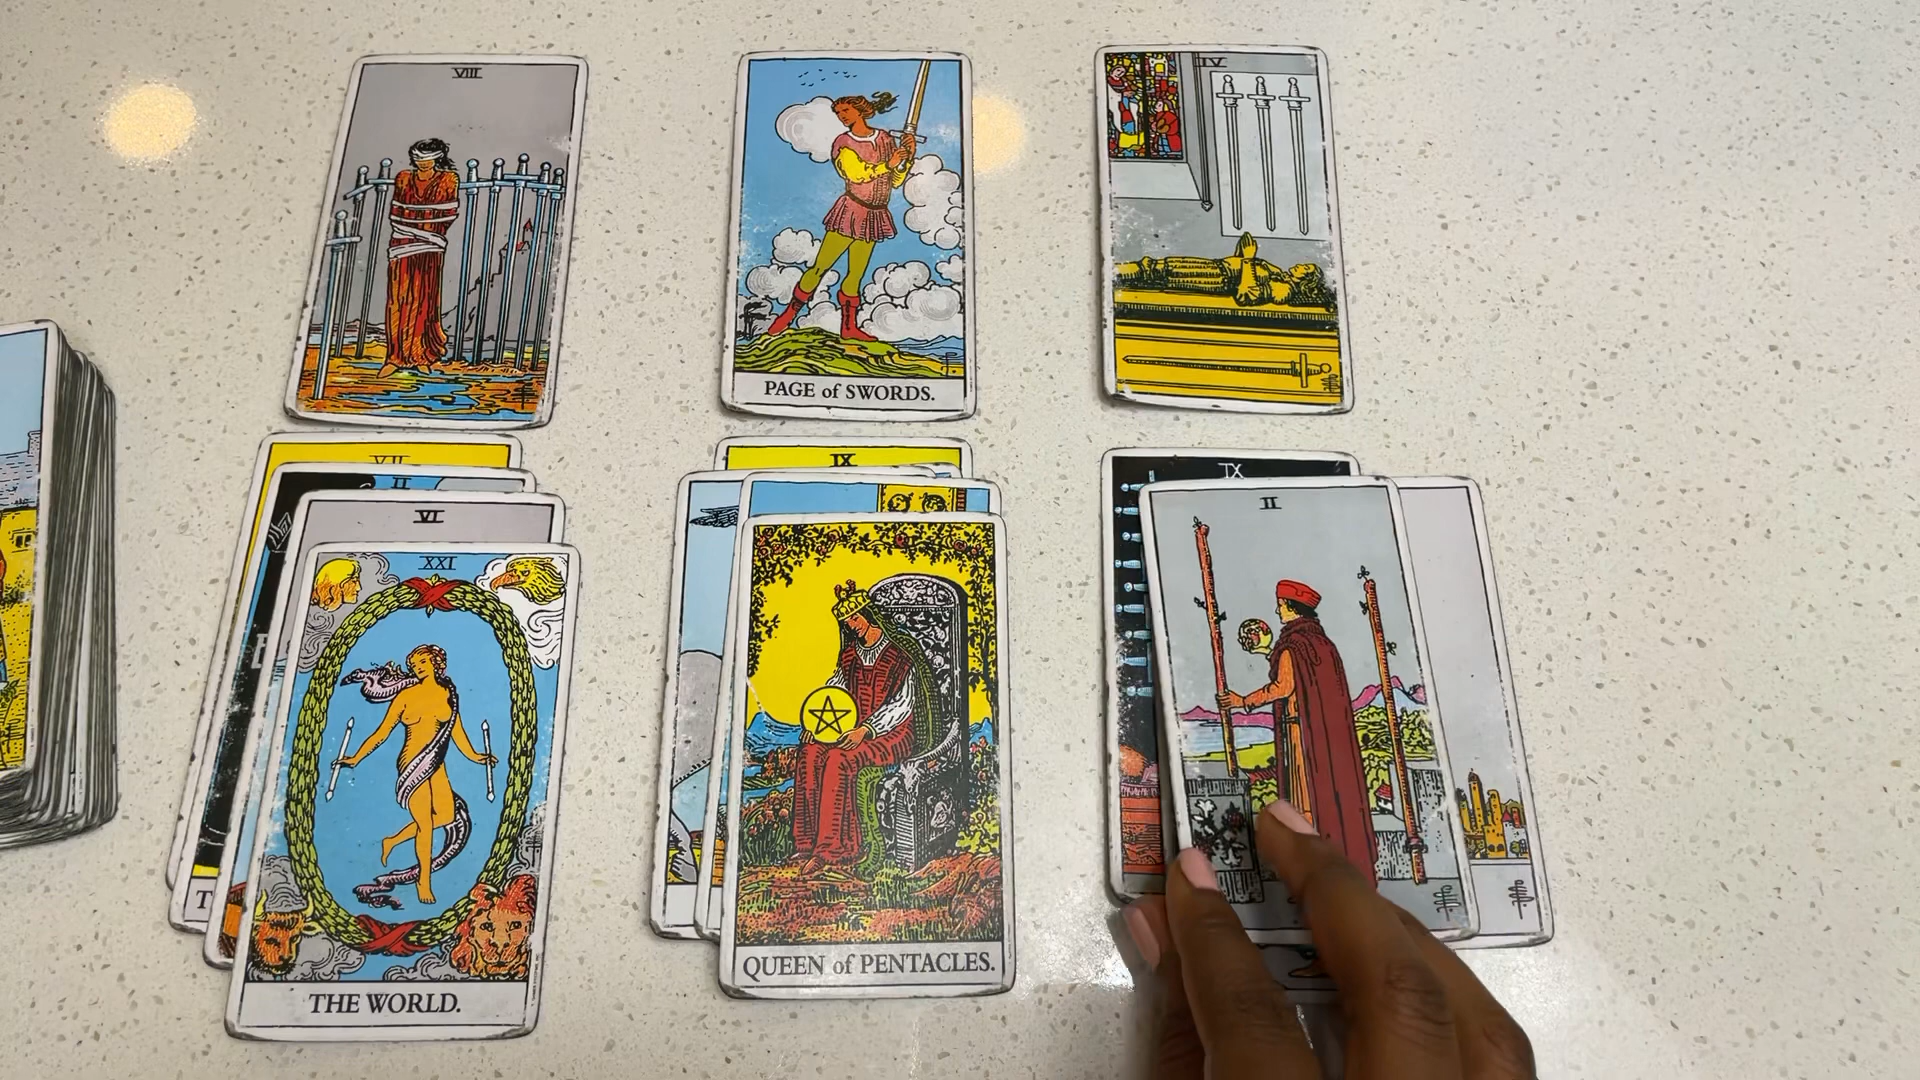 VIII
PAGE of SWORDS.
IV
VII
II
VI
XXI
THE WORLD.
IX
QUEEN of PENTACLES.
IX
II
T